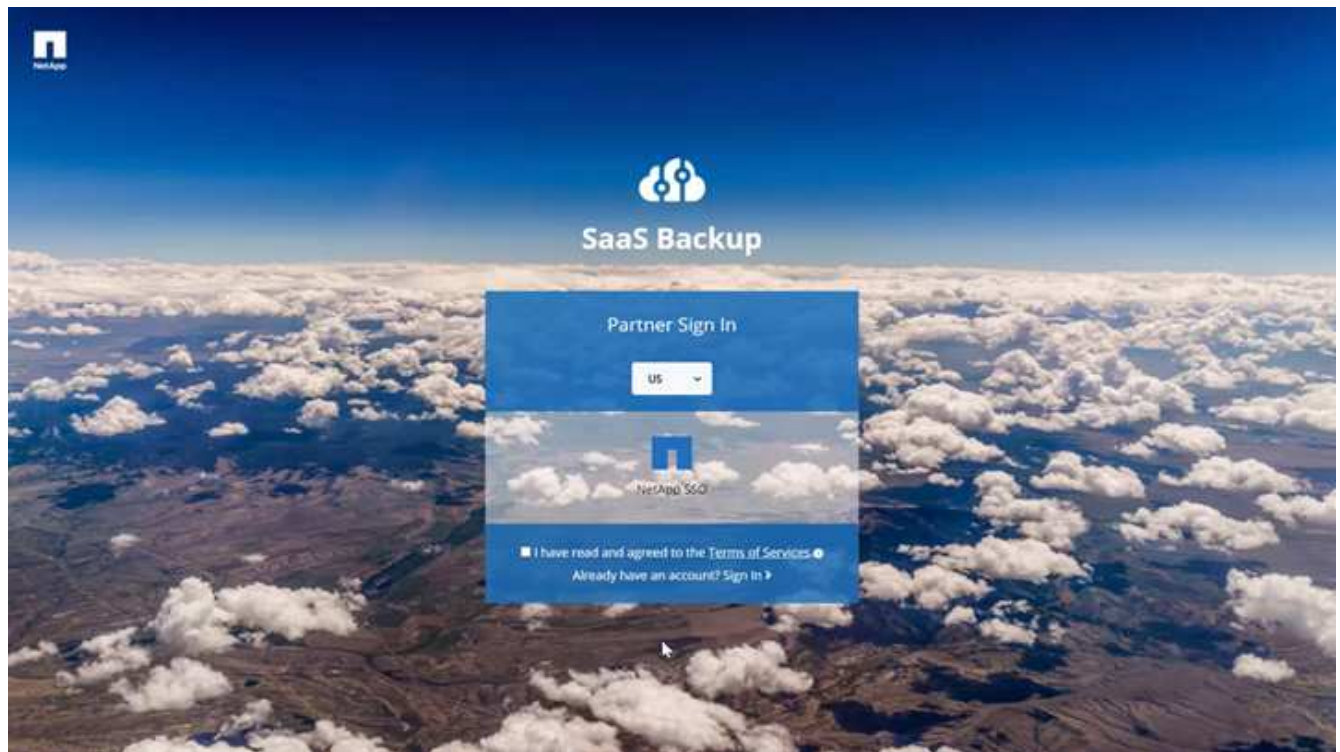 NetApp
SaaS Backup
Partner Sign In
US
NetApp SSO
I have read and agreed to the Terms of Services
Already have an account? Sign In >